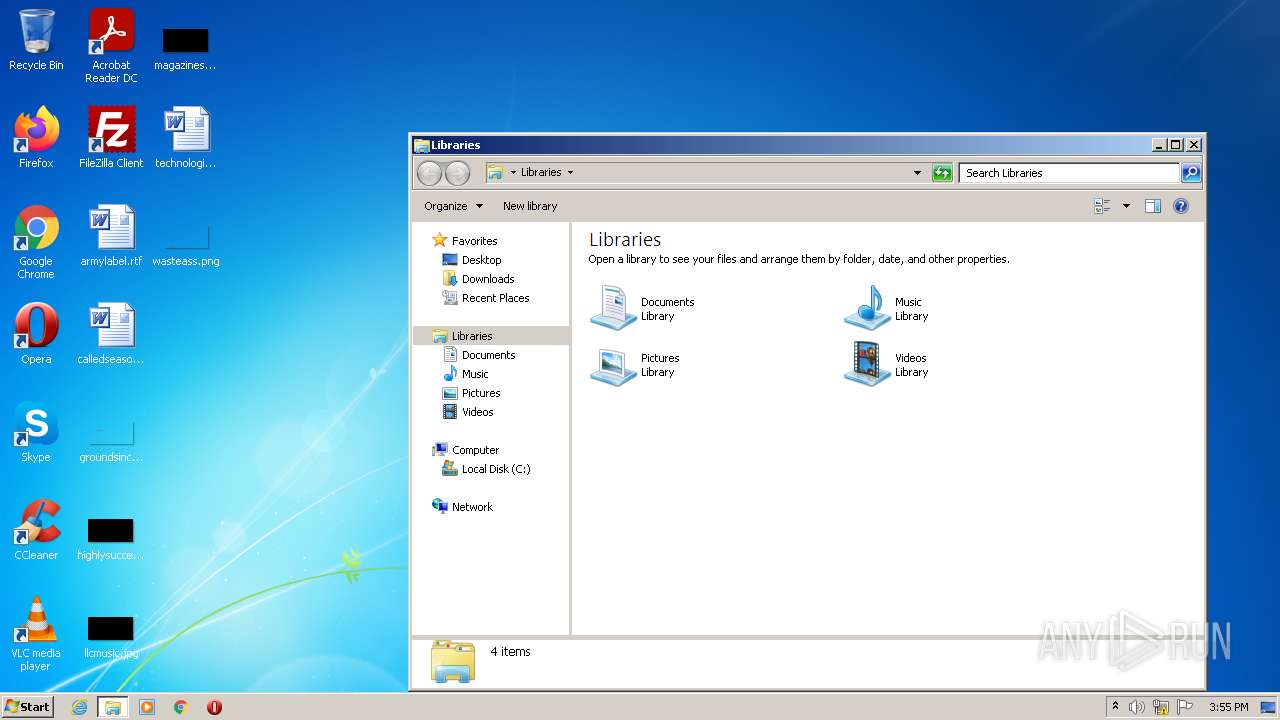 Recycle Bin
Acrobat
Reader DC
magazines...
Firefox
FileZilla Client
technologi...
Google
Chrome
armylabel.rtf
wasteass.png
Opera
calledseaso...
Skype
groundsinc...
CCleaner
highlysucce...
VLC media
player
llcmusic.jpg
Libraries
Libraries
Search Libraries
Organize
New library
Favorites
Desktop
Downloads
Recent Places
Libraries
Documents
Music
Pictures
Videos
Computer
Local Disk (C:)
Network
Libraries
Open a library to see your files and arrange them by folder, date, and other properties.
Documents
Library
Music
Library
Pictures
Library
Videos
Library
4 items
ANY RUN
Start
3:55 PM